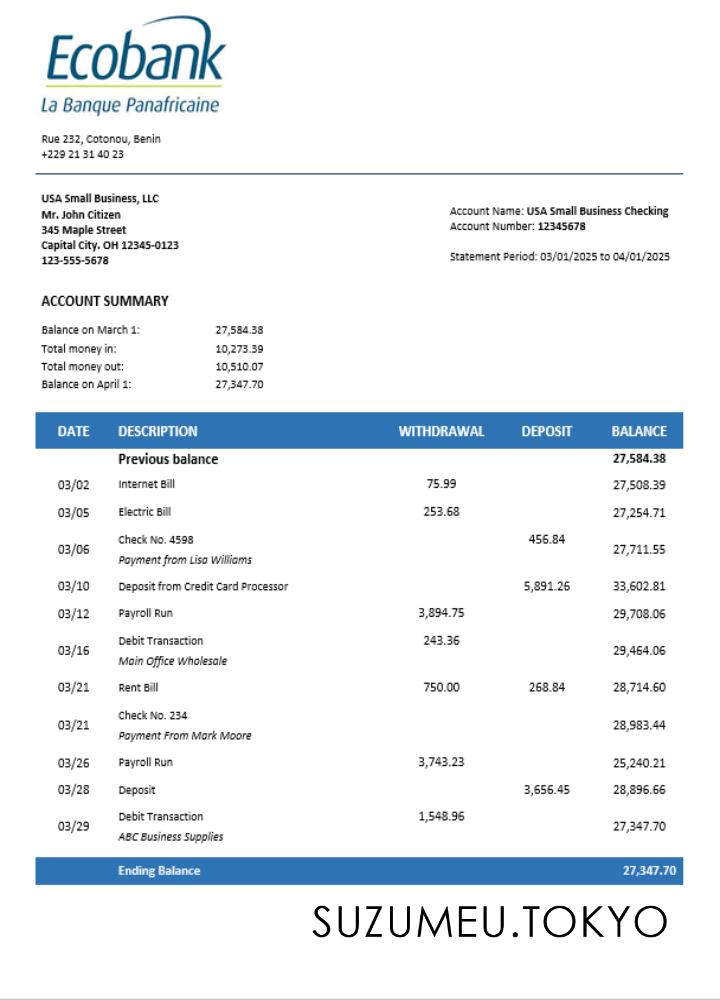 Ecobank
La Banque Panafricaine
Rue 232, Cotonou, Benin
+229 21 31 40 23
USA Small Business, LLC
Mr. John Citizen
345 Maple Street
Capital City. OH 12345-0123
123-555-5678
Account Name: USA Small Business Checking
Account Number: 12345678
Statement Period: 03/01/2025 to 04/01/2025
ACCOUNT SUMMARY
Balance on March 1: 27,584.38
Total money in: 10,273.39
Total money out: 10,510.07
Balance on April 1: 27,347.70
DATE DESCRIPTION WITHDRAWAL DEPOSIT BALANCE
Previous balance 27,584.38
03/02 Internet Bill 75.99 27,508.39
03/05 Electric Bill 253.68 27,254.71
03/06 Check No. 4598 456.84 27,711.55
Payment from Lisa Williams
03/10 Deposit from Credit Card Processor 5,891.26 33,602.81
03/12 Payroll Run 3,894.75 29,708.06
03/16 Debit Transaction 243.36 29,464.06
Main Office Wholesale
03/21 Rent Bill 750.00 268.84 28,714.60
03/21 Check No. 234 28,983.44
Payment From Mark Moore
03/26 Payroll Run 3,743.23 25,240.21
03/28 Deposit 3,656.45 28,896.66
03/29 Debit Transaction 1,548.96 27,347.70
ABC Business Supplies
Ending Balance 27,347.70
SUZUMEU.TOKYO